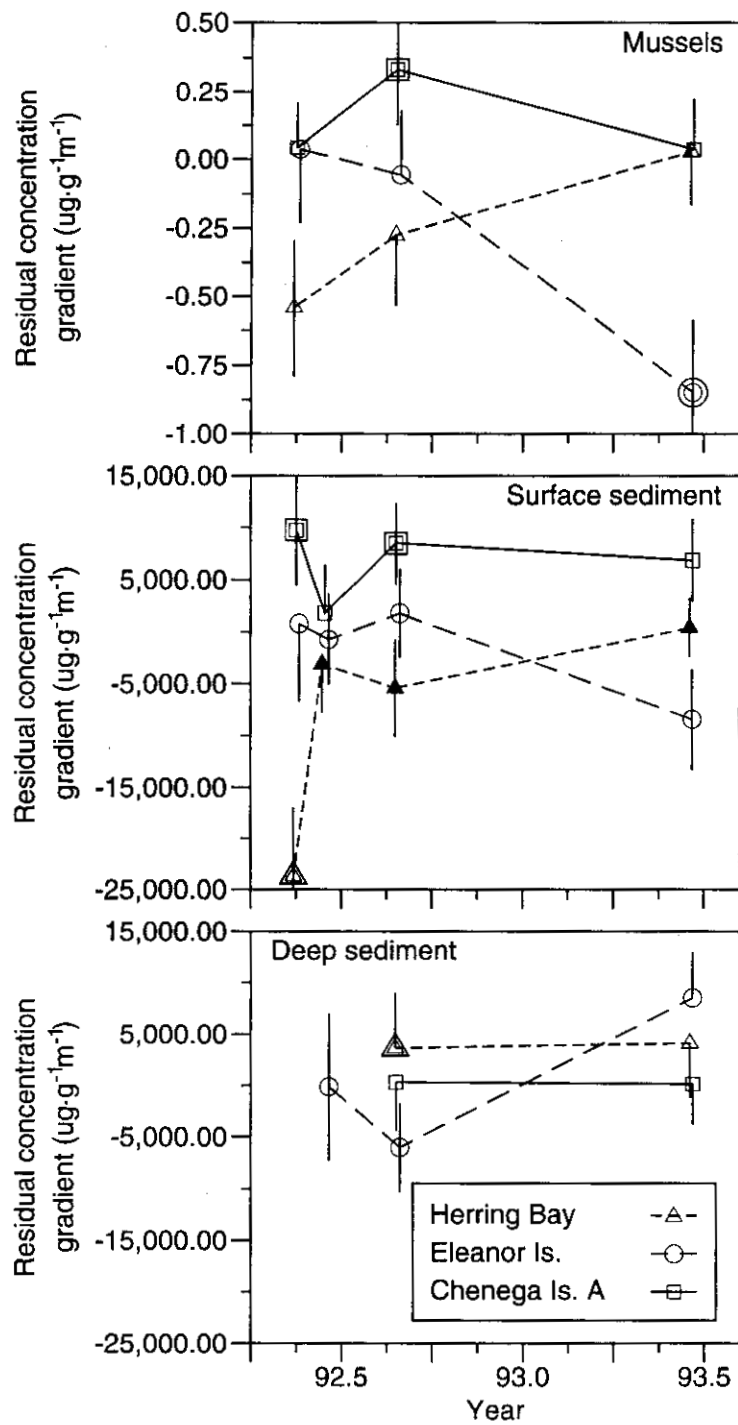 Residual concentration
gradient (ug·g-1m-1)
Mussels
0.50
0.25
0.00
-0.25
-0.50
-0.75
-1.00
Residual concentration
gradient (ug·g-1m-1)
Surface sediment
15,000.00
5,000.00
-5,000.00
-15,000.00
-25,000.00
Residual concentration
gradient (ug·g-1m-1)
Deep sediment
15,000.00
5,000.00
-5,000.00
-15,000.00
-25,000.00
Herring Bay
Eleanor Is.
Chenega Is. A
92.5 93.0 93.5
Year